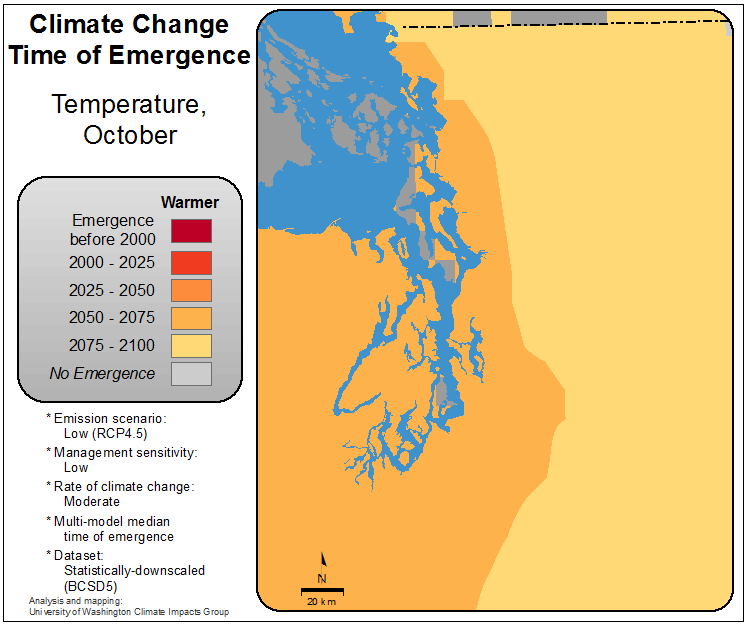 Climate Change
Time of Emergence
Temperature,
October
Warmer
Emergence
before 2000
2000 - 2025
2025 - 2050
2050 - 2075
2075 - 2100
No Emergence
* Emission scenario:
Low (RCP4.5)
* Management sensitivity:
Low
* Rate of climate change:
Moderate
* Multi-model median
time of emergence
* Dataset:
Statistically-downscaled
(BCSD5)
Analysis and mapping:
University of Washington Climate Impacts Group
N
20 km